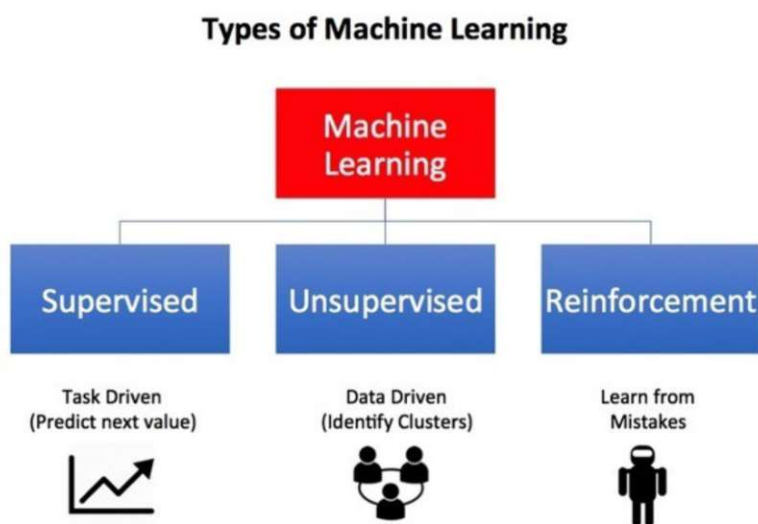 Types of Machine Learning
Machine
Learning
Supervised
Unsupervised
Reinforcement
Task Driven
(Predict next value)
Data Driven
(Identify Clusters)
Learn from
Mistakes